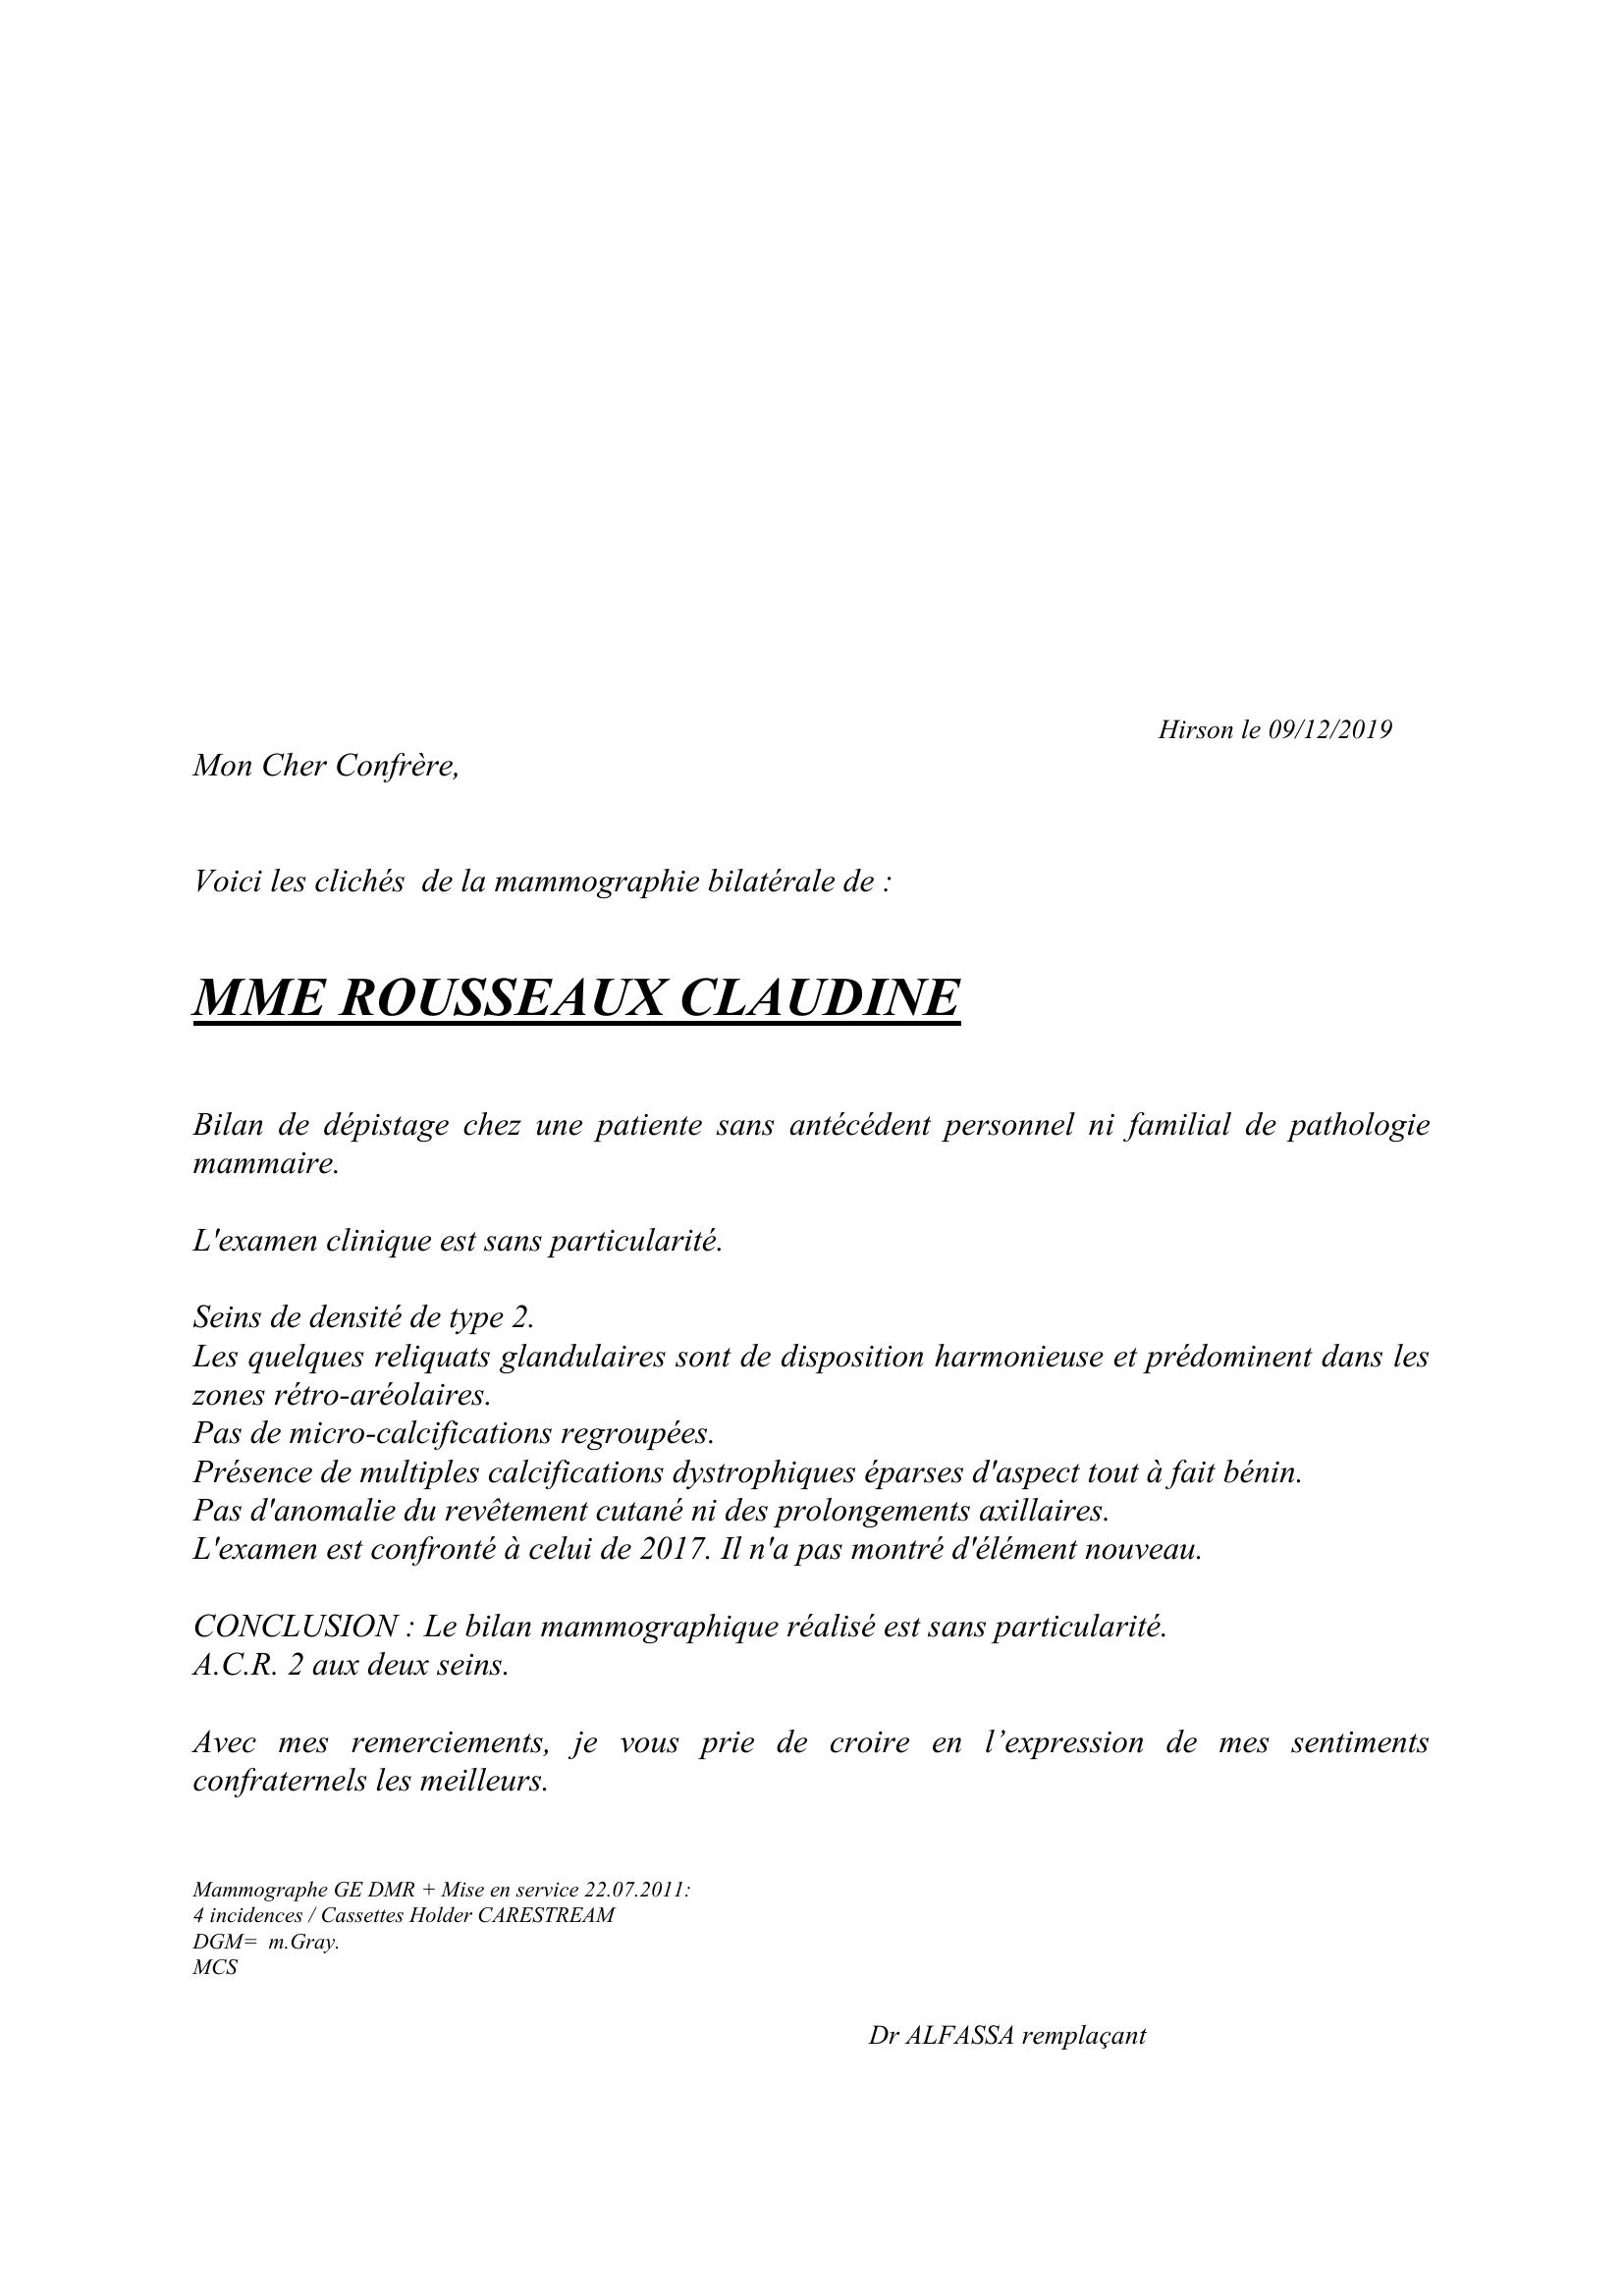 Hirson le 09/12/2019
Mon Cher Confrère,
Voici les clichés de la mammographie bilatérale de :
MME ROUSSEAUX CLAUDINE
Bilan de dépistage chez une patiente sans antécédent personnel ni familial de pathologie
mammaire.
L'examen clinique est sans particularité.
Seins de densité de type 2.
Les quelques reliquats glandulaires sont de disposition harmonieuse et prédominent dans les
zones rétro-aréolaires.
Pas de micro-calcifications regroupées.
Présence de multiples calcifications dystrophiques éparses d'aspect tout à fait bénin.
Pas d'anomalie du revêtement cutané ni des prolongements axillaires.
L'examen est confronté à celui de 2017. Il n'a pas montré d'élément nouveau.
CONCLUSION : Le bilan mammographique réalisé est sans particularité.
A.C.R. 2 aux deux seins.
Avec mes remerciements, je vous prie de croire en l’expression de mes sentiments
confraternels les meilleurs.
Mammographe GE DMR + Mise en service 22.07.2011:
4 incidences / Cassettes Holder CARESTREAM
DGM= m.Gray.
MCS
Dr ALFASSA remplaçant